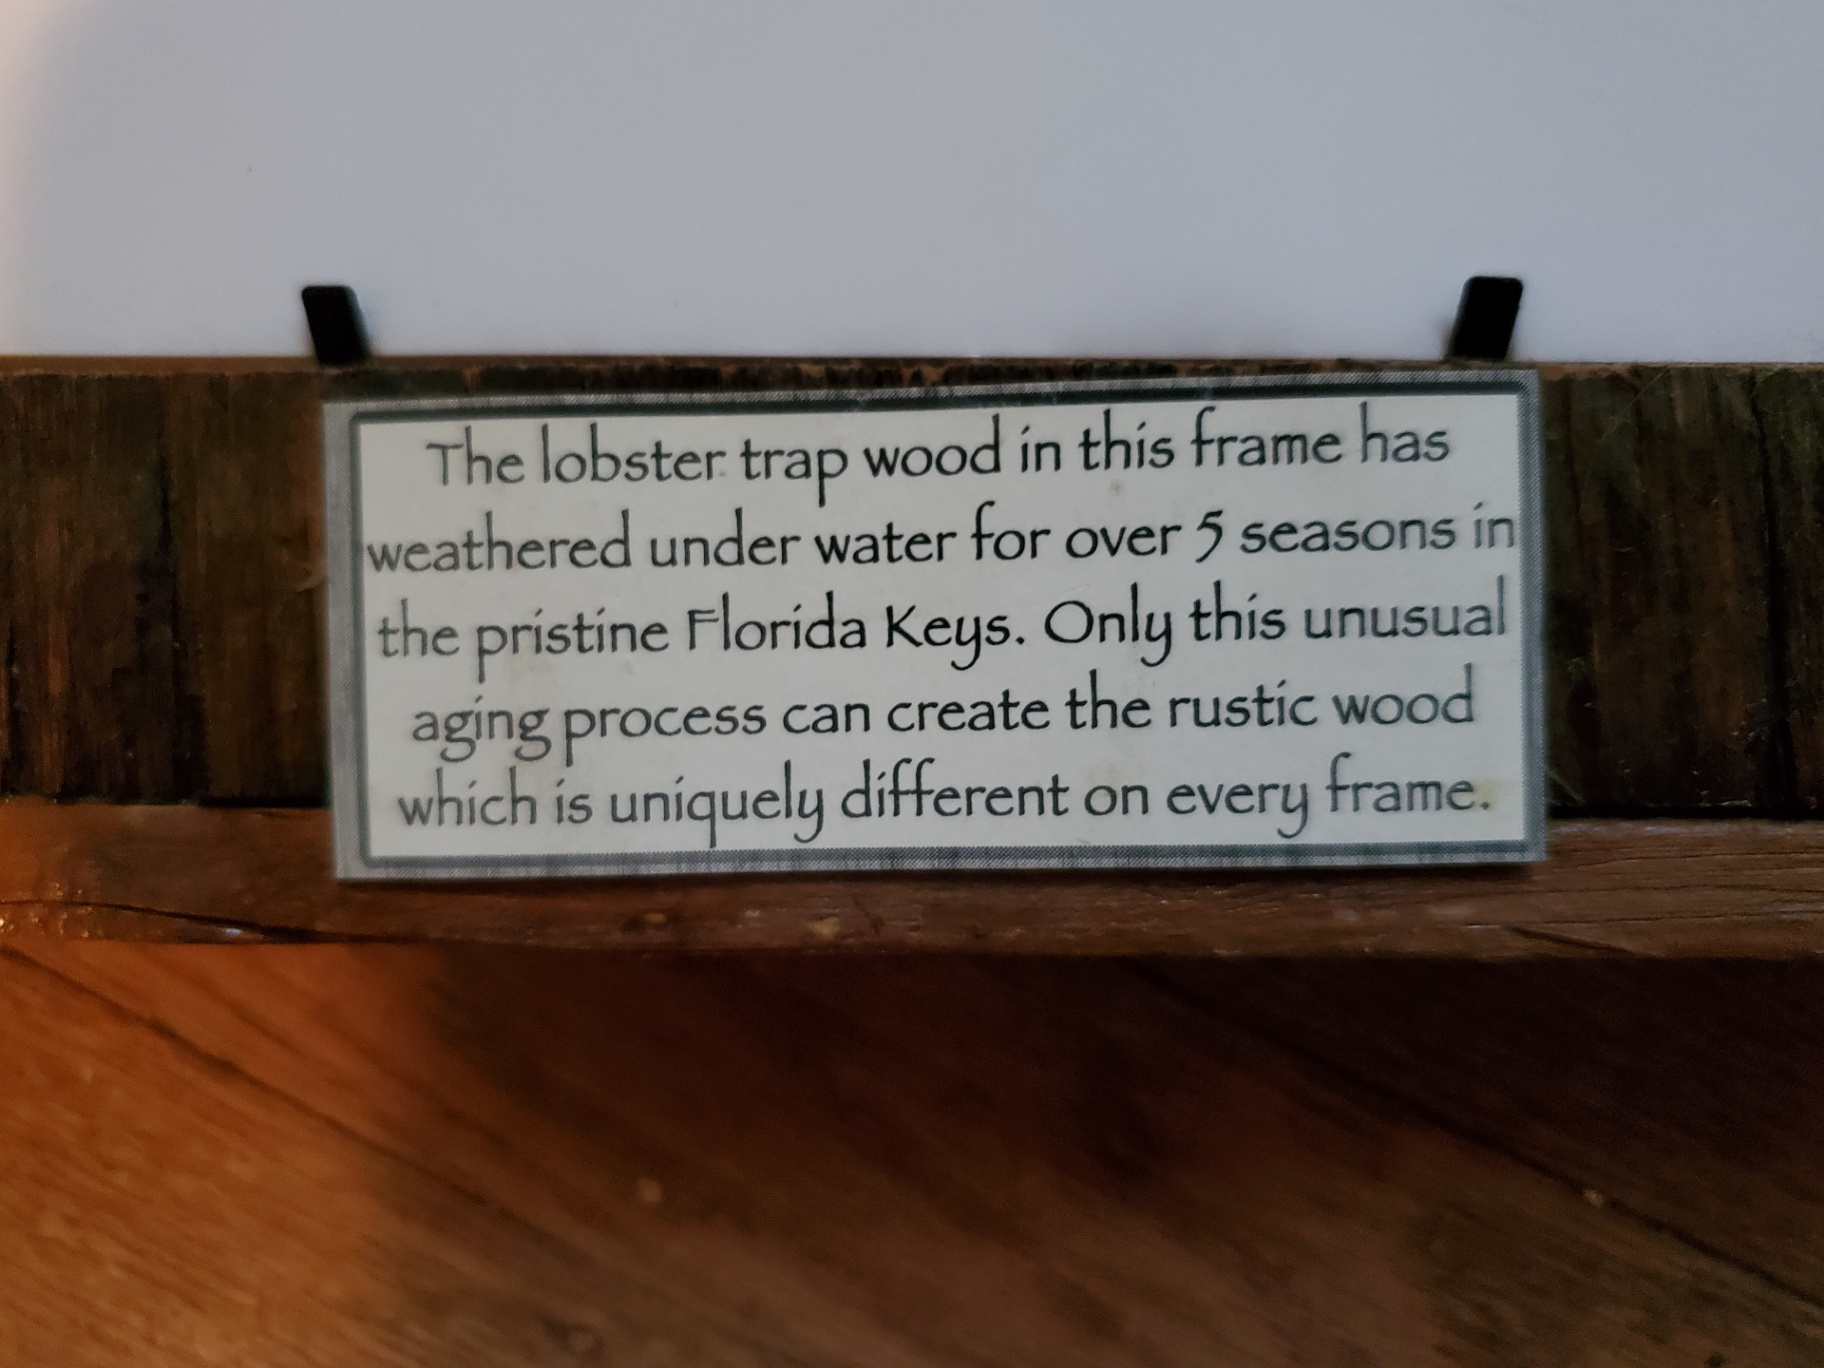 The lobster trap wood in this frame has
weathered under water for over 5 seasons in
the pristine Florida Keys. Only this unusual
aging process can create the rustic wood
which is uniquely different on every frame.